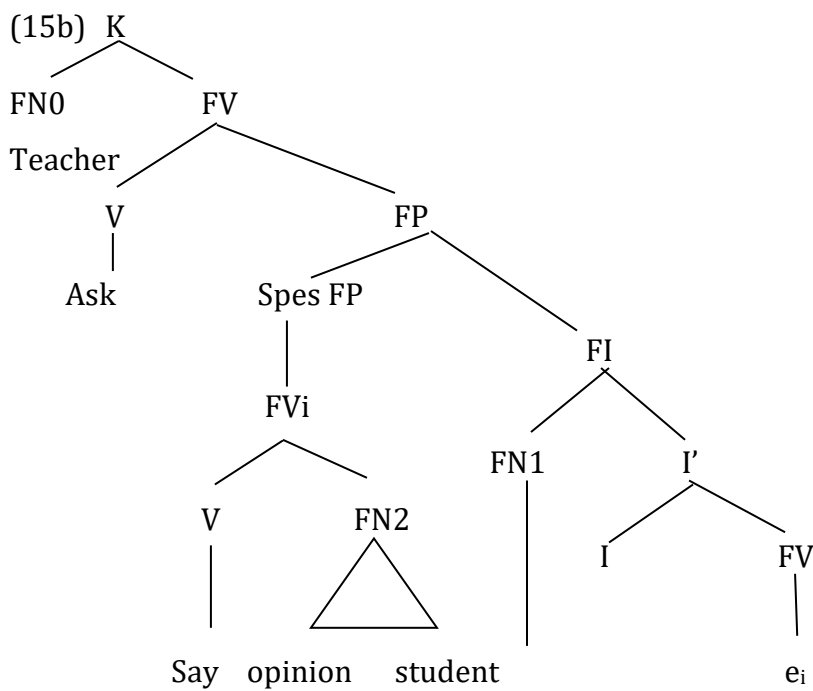 (15b) K
FN0 FV
Teacher
V FP
Ask Spes FP
FI
FVi
FN1 I’
V FN2
I FV
Say opinion student ei